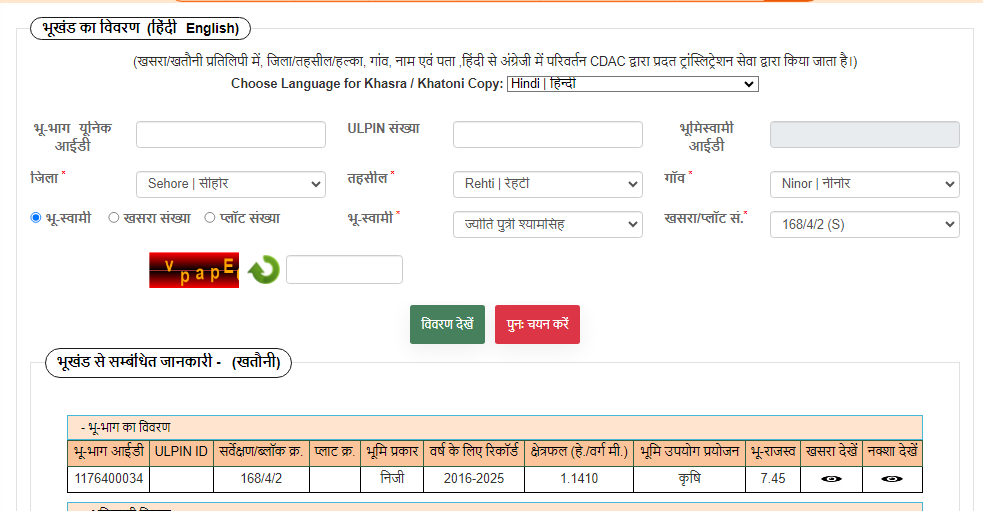 भूखंड का विवरण (हिंदी English)
(खसरा/खतौनी प्रतिलिपी में, जिला/तहसील/हल्का, गांव, नाम एवं पता ,हिंदी से अंग्रेजी में परिवर्तन CDAC द्वारा प्रदत ट्रांस्लिट्रेशन सेवा द्वारा किया जाता है।)
Choose Language for Khasra / Khatoni Copy: Hindi | हिन्दी
भू-भाग यूनिक आईडी ULPIN संख्या भूमिस्वामी आईडी
जिला * Sehore | सीहोर तहसील * Rehti | रेहटी गाँव * Ninor | नीनोर
भू-स्वामी खसरा संख्या प्लॉट संख्या भू-स्वामी * ज्योति पुत्री श्यामसिह खसरा/प्लॉट सं.* 168/4/2 (S)
v p a p E
विवरण देखें पुनः चयन करें
भूखंड से सम्बंधित जानकारी - (खतौनी)
- भू-भाग का विवरण
भू-भाग आईडी ULPIN ID सर्वेक्षण/ब्लॉक क्र. प्लाट क्र. भूमि प्रकार वर्ष के लिए रिकॉर्ड क्षेत्रफल (हे./वर्ग मी.) भूमि उपयोग प्रयोजन भू-राजस्व खसरा देखें नक्शा देखें
1176400034 168/4/2 निजी 2016-2025 1.1410 कृषि 7.45